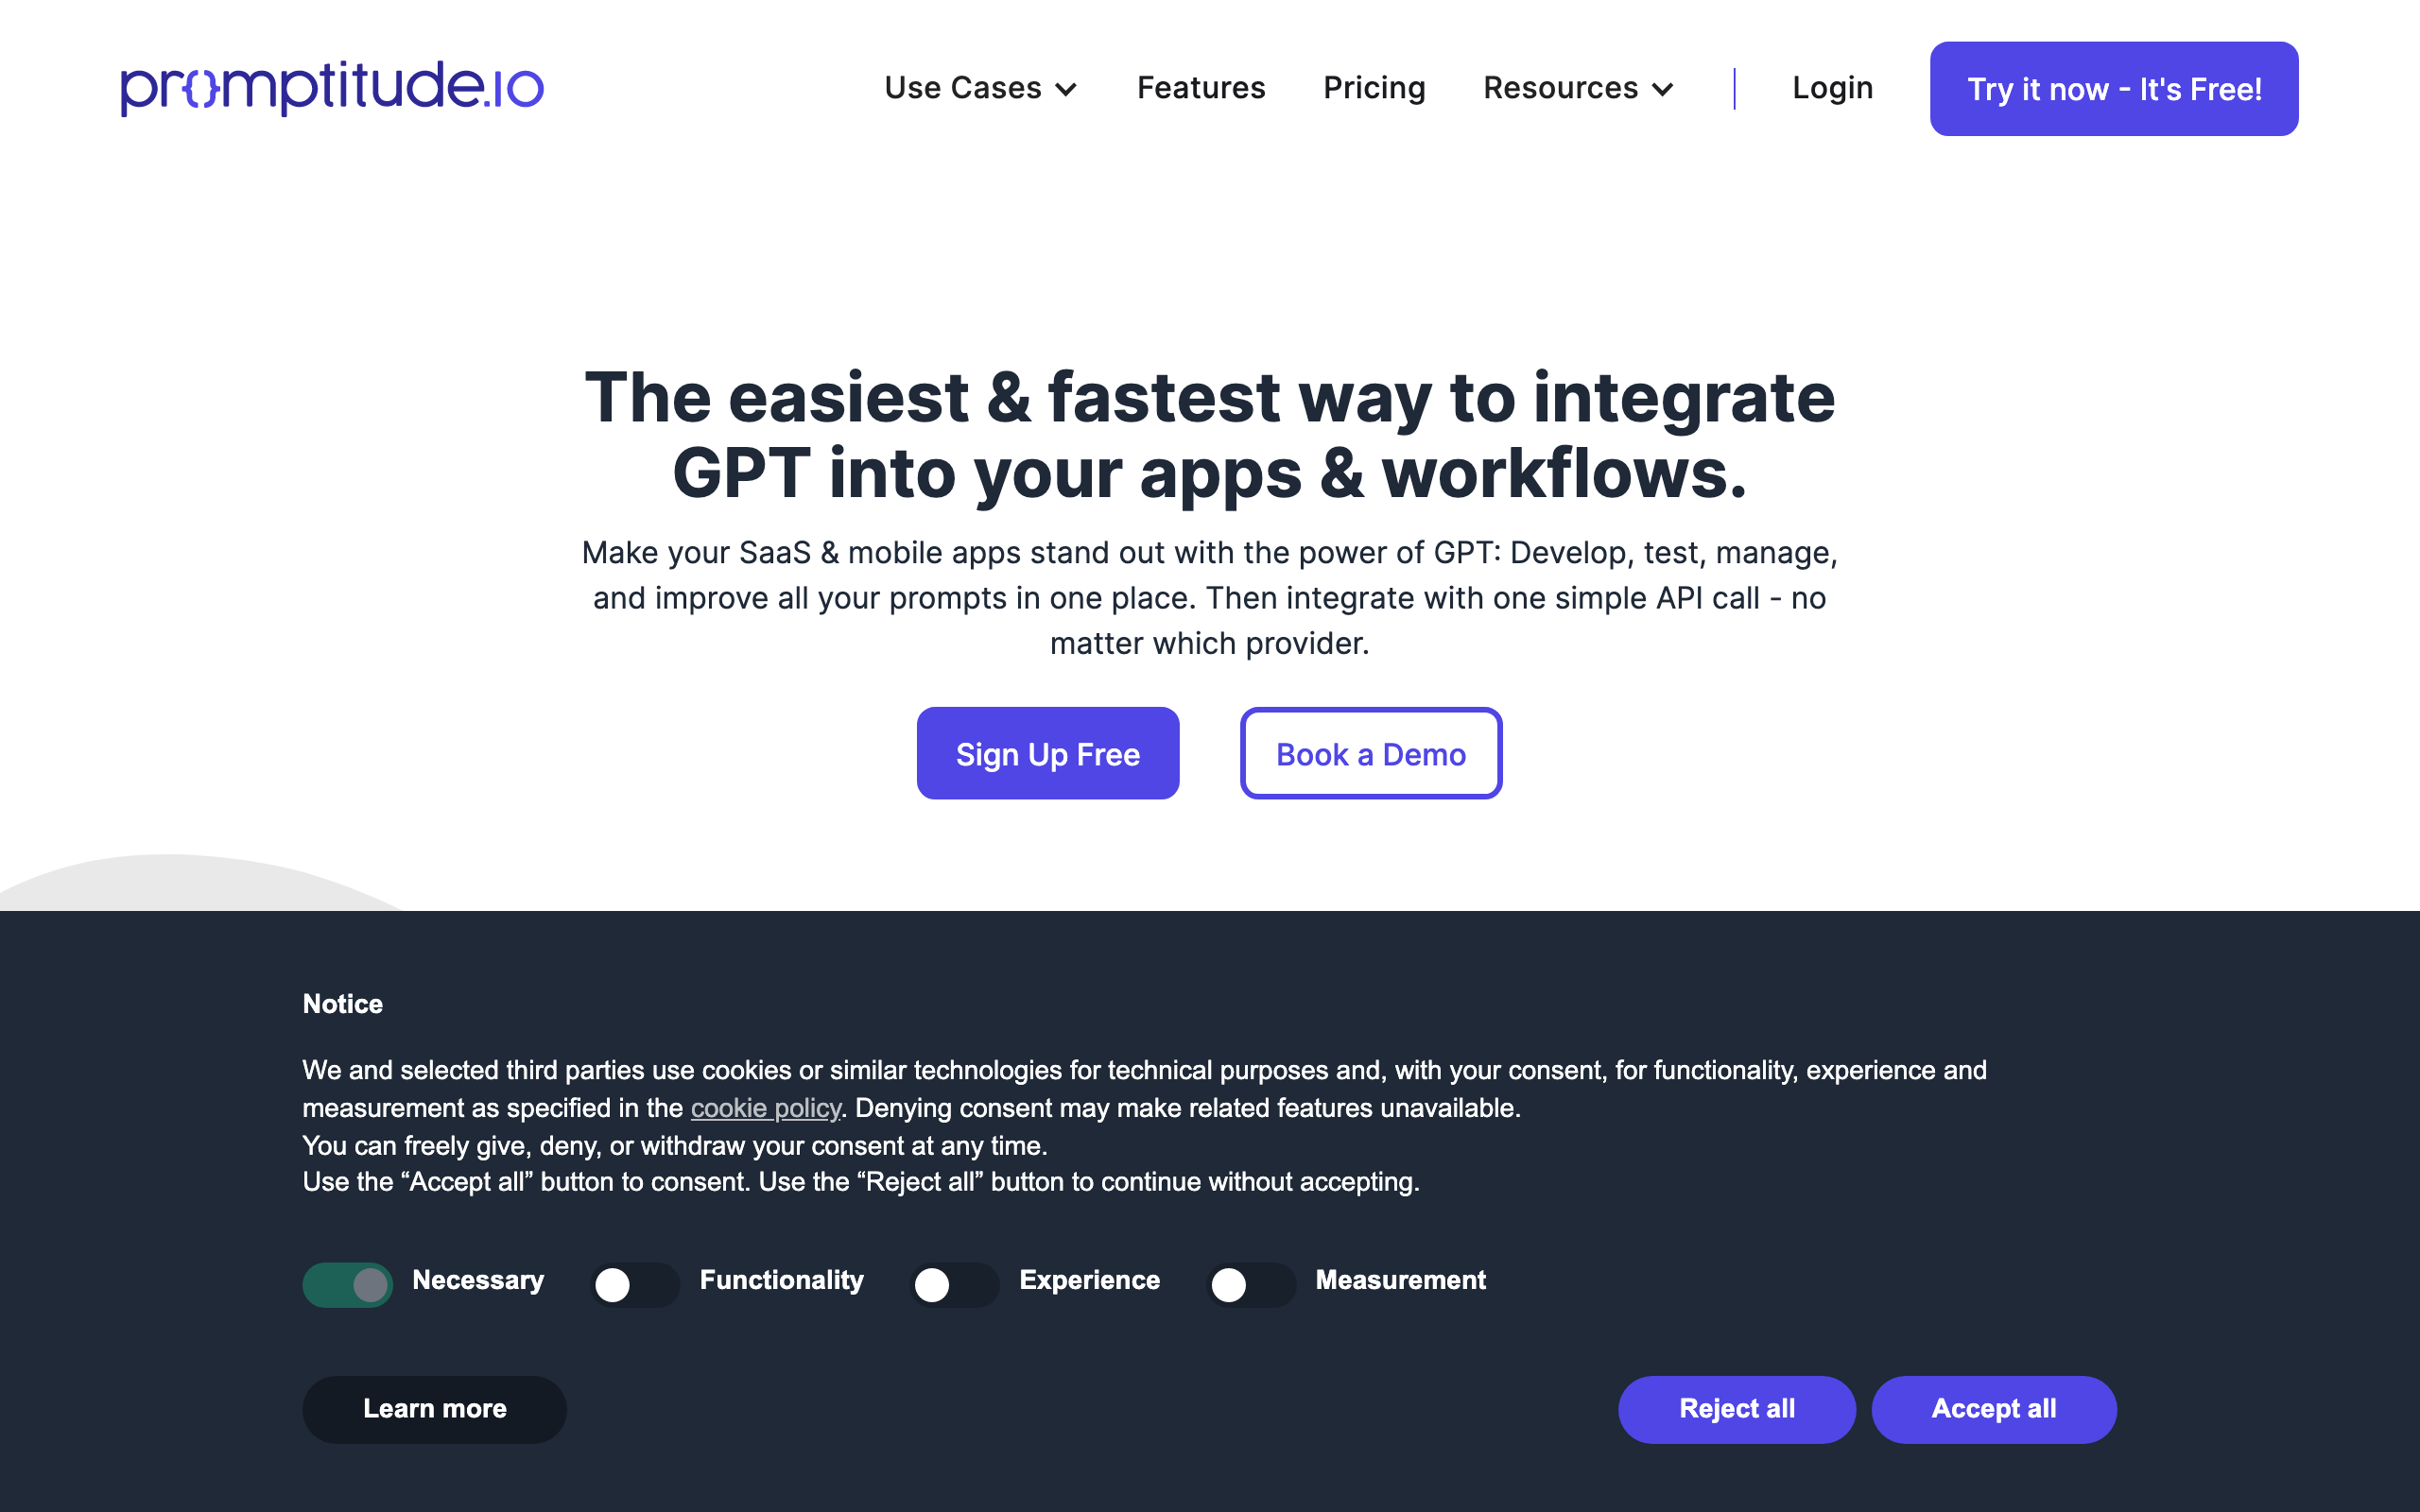 pr{}mptitude.io
Use Cases
Features
Pricing
Resources
Login
Try it now - It's Free!
The easiest & fastest way to integrate
GPT into your apps & workflows.
Make your SaaS & mobile apps stand out with the power of GPT: Develop, test, manage,
and improve all your prompts in one place. Then integrate with one simple API call - no
matter which provider.
Sign Up Free
Book a Demo
Notice
We and selected third parties use cookies or similar technologies for technical purposes and, with your consent, for functionality, experience and
measurement as specified in the cookie policy. Denying consent may make related features unavailable.
You can freely give, deny, or withdraw your consent at any time.
Use the “Accept all” button to consent. Use the “Reject all” button to continue without accepting.
Necessary
Functionality
Experience
Measurement
Learn more
Reject all
Accept all